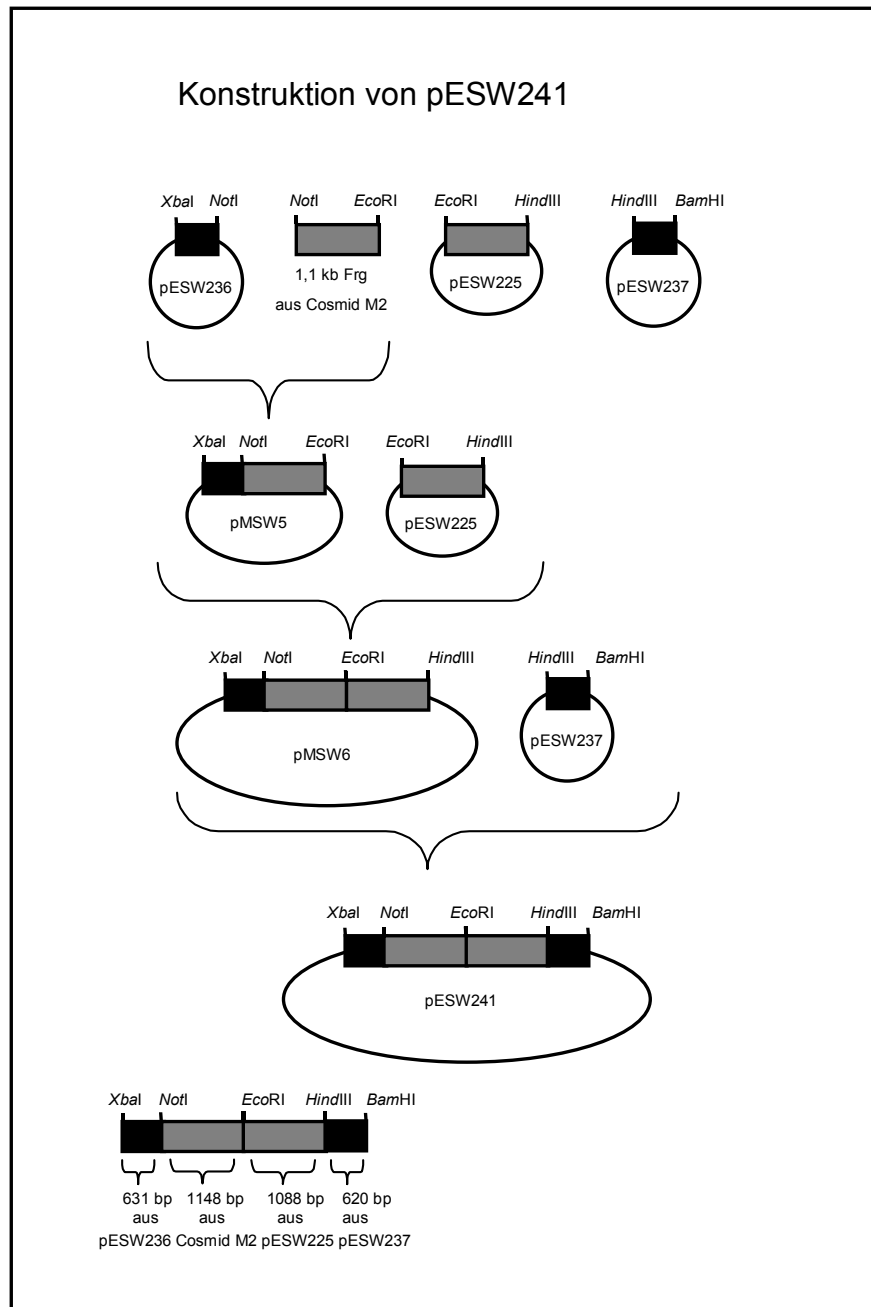 Konstruktion von pESW241
XbaI NotI NotI EcoRI EcoRI HindIII HindIII BamHI
pESW236 1,1 kb Frg pESW225 pESW237
aus Cosmid M2
XbaI NotI EcoRI EcoRI HindIII
pMSW5 pESW225
XbaI NotI EcoRI HindIII HindIII BamHI
pMSW6 pESW237
XbaI NotI EcoRI HindIII BamHI
pESW241
XbaI NotI EcoRI HindIII BamHI
631 bp 1148 bp 1088 bp 620 bp
aus aus aus aus
pESW236 Cosmid M2 pESW225 pESW237